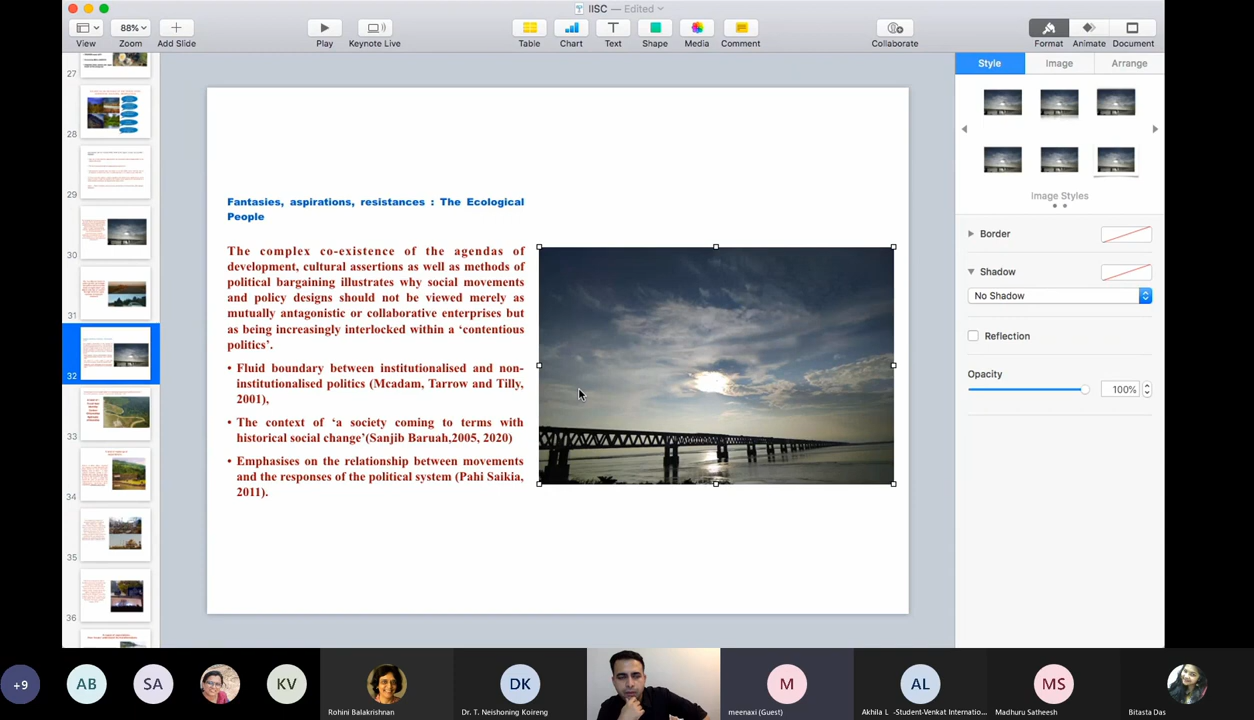 IISC — Edited
88%
View
Zoom
Add Slide
Play
Keynote Live
Table
Chart
Text
Shape
Media
Comment
Collaborate
Format
Animate
Document
27
28
29
30
31
32
33
34
35
36
Fantasies, aspirations, resistances : The Ecological
People
The complex co-existence of the agendas of
development, cultural assertions as well as methods of
political bargaining illustrates why social movements
and policy designs should not be viewed merely as
mutually antagonistic or collaborative enterprises but
as being increasingly interlocked within a ‘contentious
politics’.
• Fluid boundary between institutionalised and non-
institutionalised politics (Mcadam, Tarrow and Tilly,
2001),
• The context of ‘a society coming to terms with
historical social change’(Sanjib Baruah,2005, 2020)
• Emphasises on the relationship between movements
and the responses of the political system (Pahi Saikia,
2011).
Style
Image
Arrange
Image Styles
Border
Shadow
No Shadow
Reflection
Opacity
100%
+9
AB
SA
KV
Rohini Balakrishnan
DK
Dr. T. Neishoning Koireng
M
meenaxi (Guest)
AL
Akhila L -Student-Venkat Internatio...
MS
Madhuru Satheesh
Bitasta Das